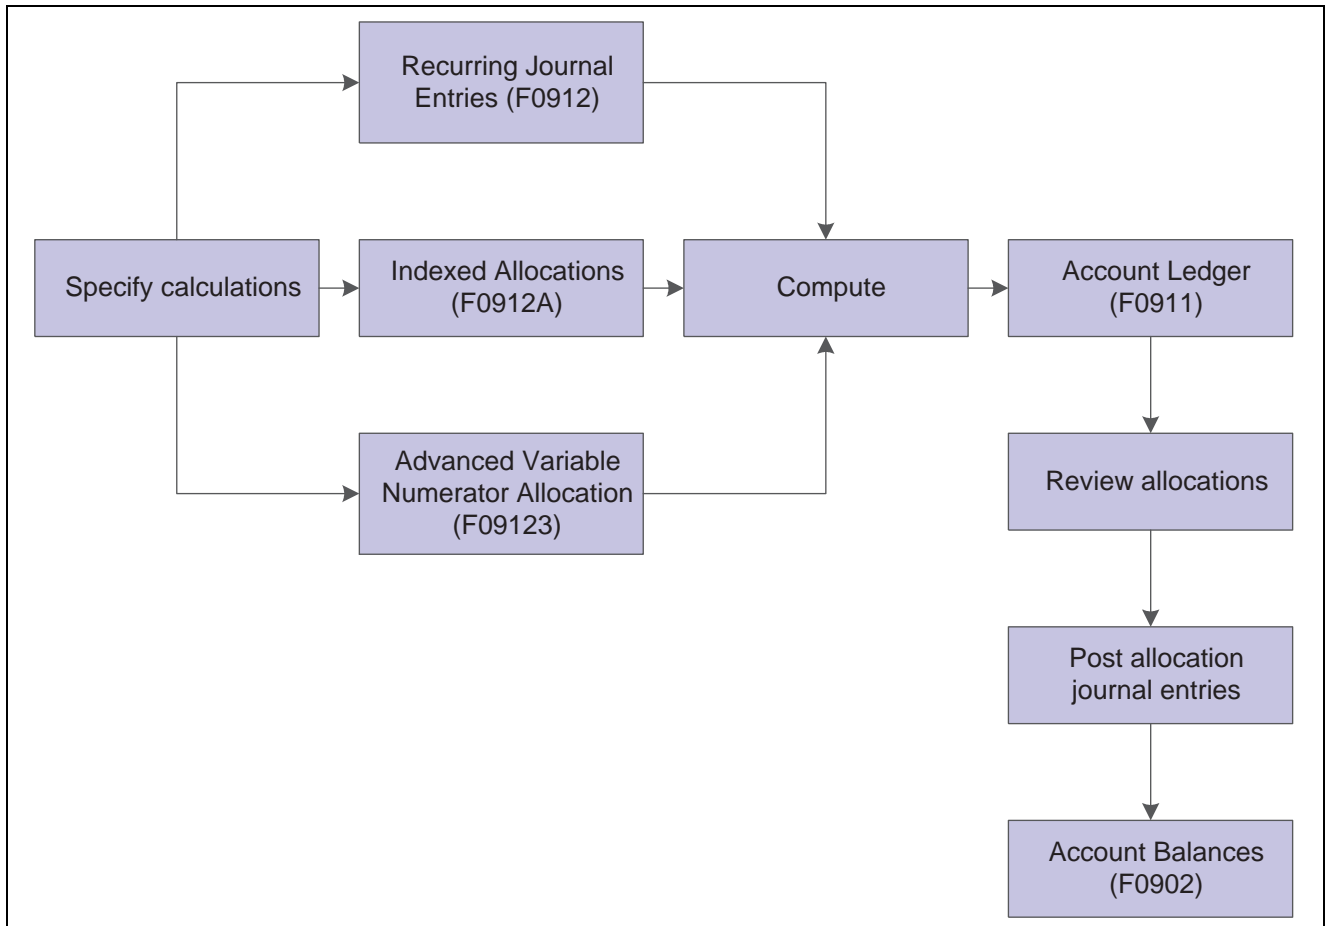 Recurring Journal
Entries (F0912)
Specify calculations
Indexed Allocations
(F0912A)
Compute
Account Ledger
(F0911)
Advanced Variable
Numerator Allocation
(F09123)
Review allocations
Post allocation
journal entries
Account Balances
(F0902)